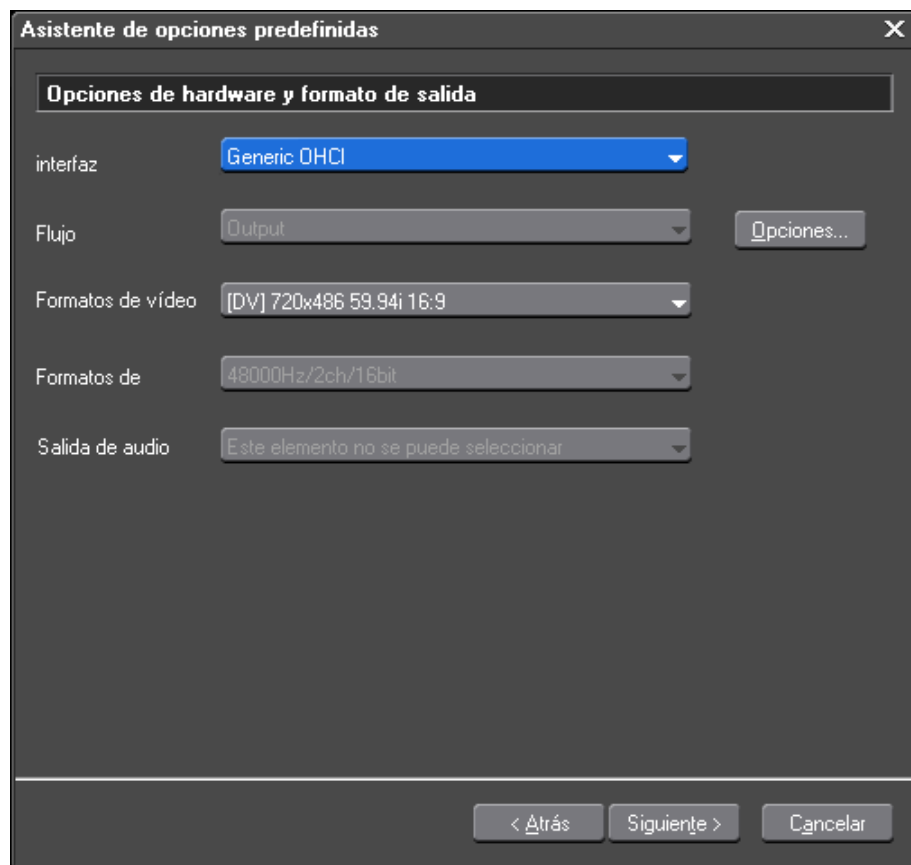 Asistente de opciones predefinidas
Opciones de hardware y formato de salida
interfaz Generic OHCI
Flujo Output Opciones...
Formatos de vídeo [DV] 720x486 59.94i 16:9
Formatos de 48000Hz/2ch/16bit
Salida de audio Este elemento no se puede seleccionar
< Atrás Siguiente > Cancelar